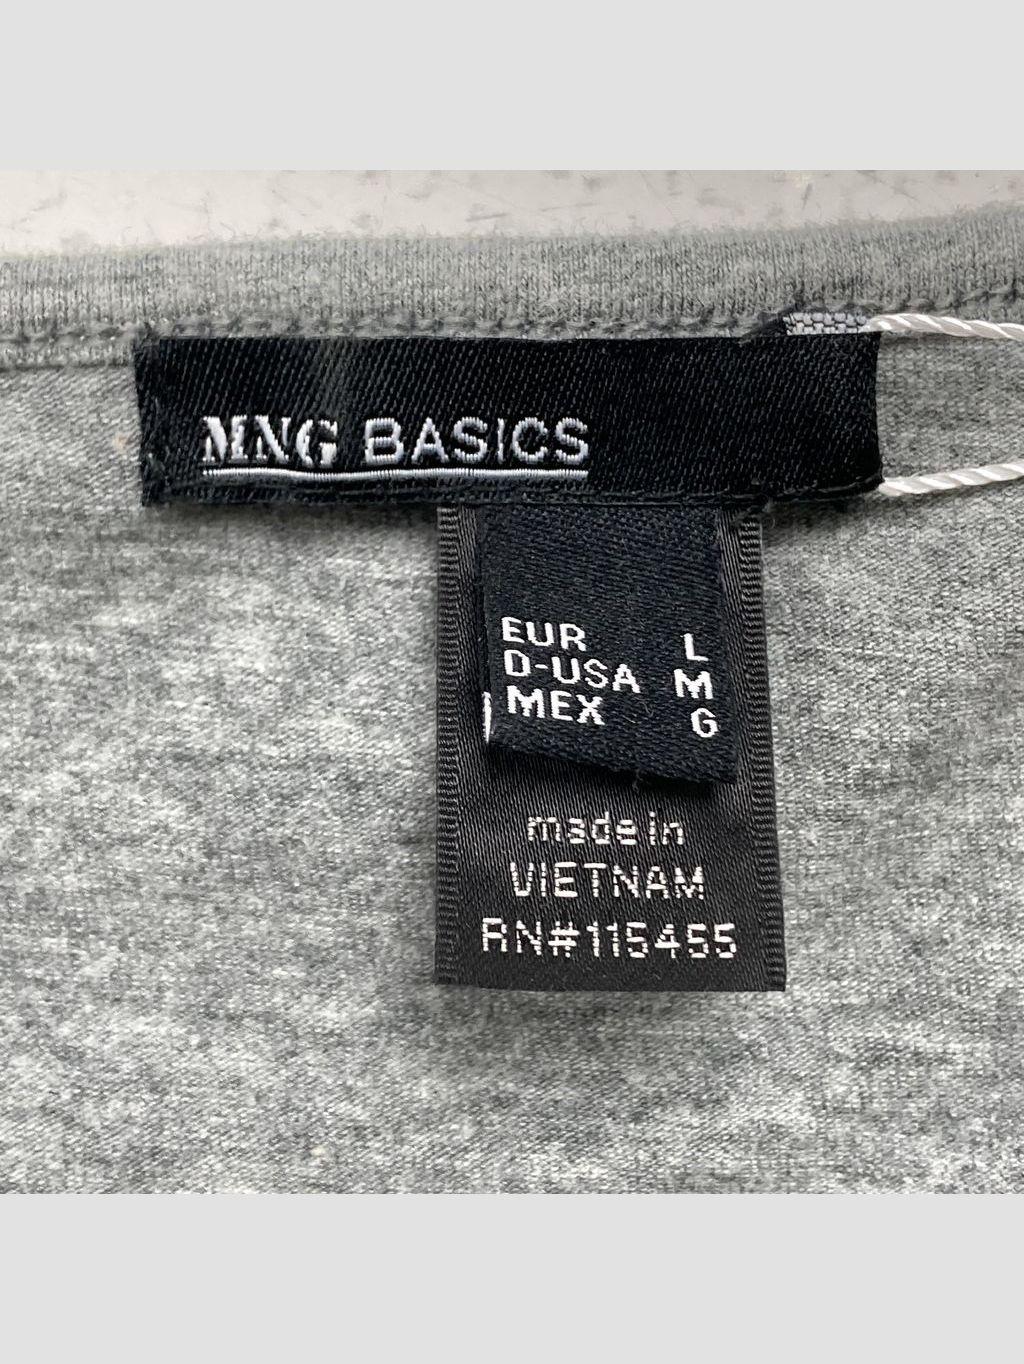 MNG BASICS
EUR L
D-USA M
MEX G
made in
VIETNAM
RN#115455